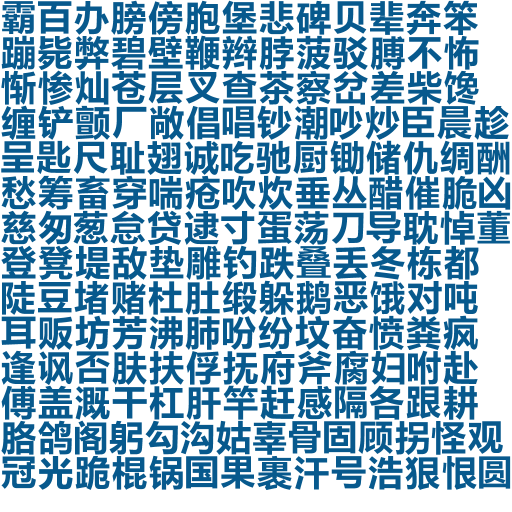 霸百办膀傍胞堡悲碑贝辈奔笨
蹦毙弊碧壁鞭辩脖菠驳膊不怖
惭惨灿苍层叉查茶察岔差柴馋
缠铲颤厂敞倡唱钞潮吵炒臣晨趁
呈匙尺耻翅诚吃驰厨锄储仇绸酬
愁筹畜穿喘疮吹炊垂丛醋催脆凶
慈匆葱怠贷逮寸蛋荡刀导耽悼董
登凳堤敌垫雕钓跌叠丢冬栋都
陡豆堵赌杜肚缎躲鹅恶饿对吨
耳贩坊芳沸肺吩纷坟奋愤粪疯
逢讽否肤扶俘抚府斧腐妇咐赴
傅盖溉干杠肝竿赶感隔各跟耕
胳鸽阁躬勾沟姑辜骨固顾拐怪观
冠光跪棍锅国果裹汗号浩狠恨圆